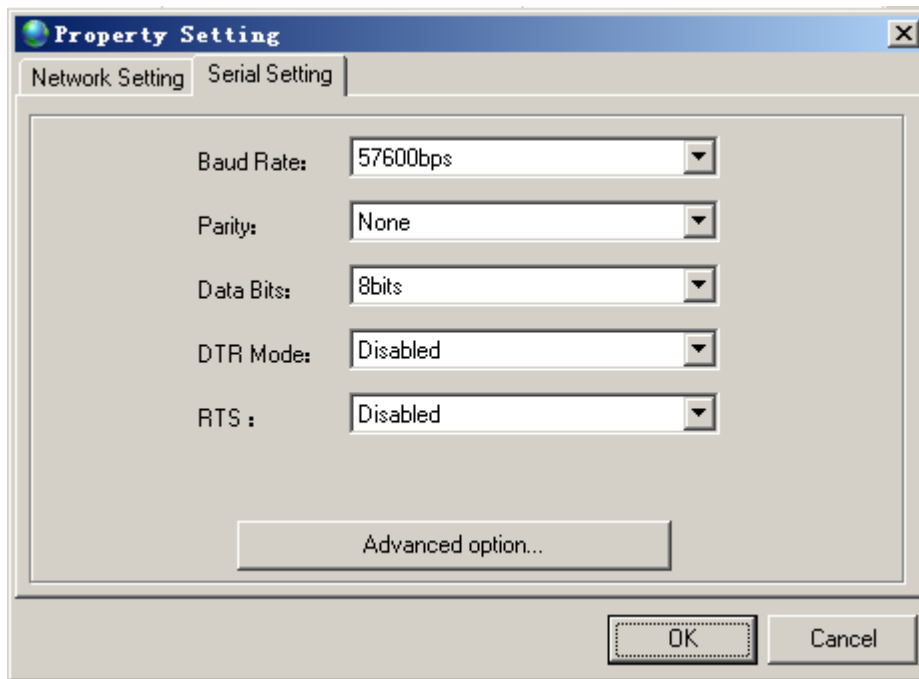 Property Setting
Network Setting Serial Setting
Baud Rate: 57600bps
Parity: None
Data Bits: 8bits
DTR Mode: Disabled
RTS : Disabled
Advanced option...
OK Cancel